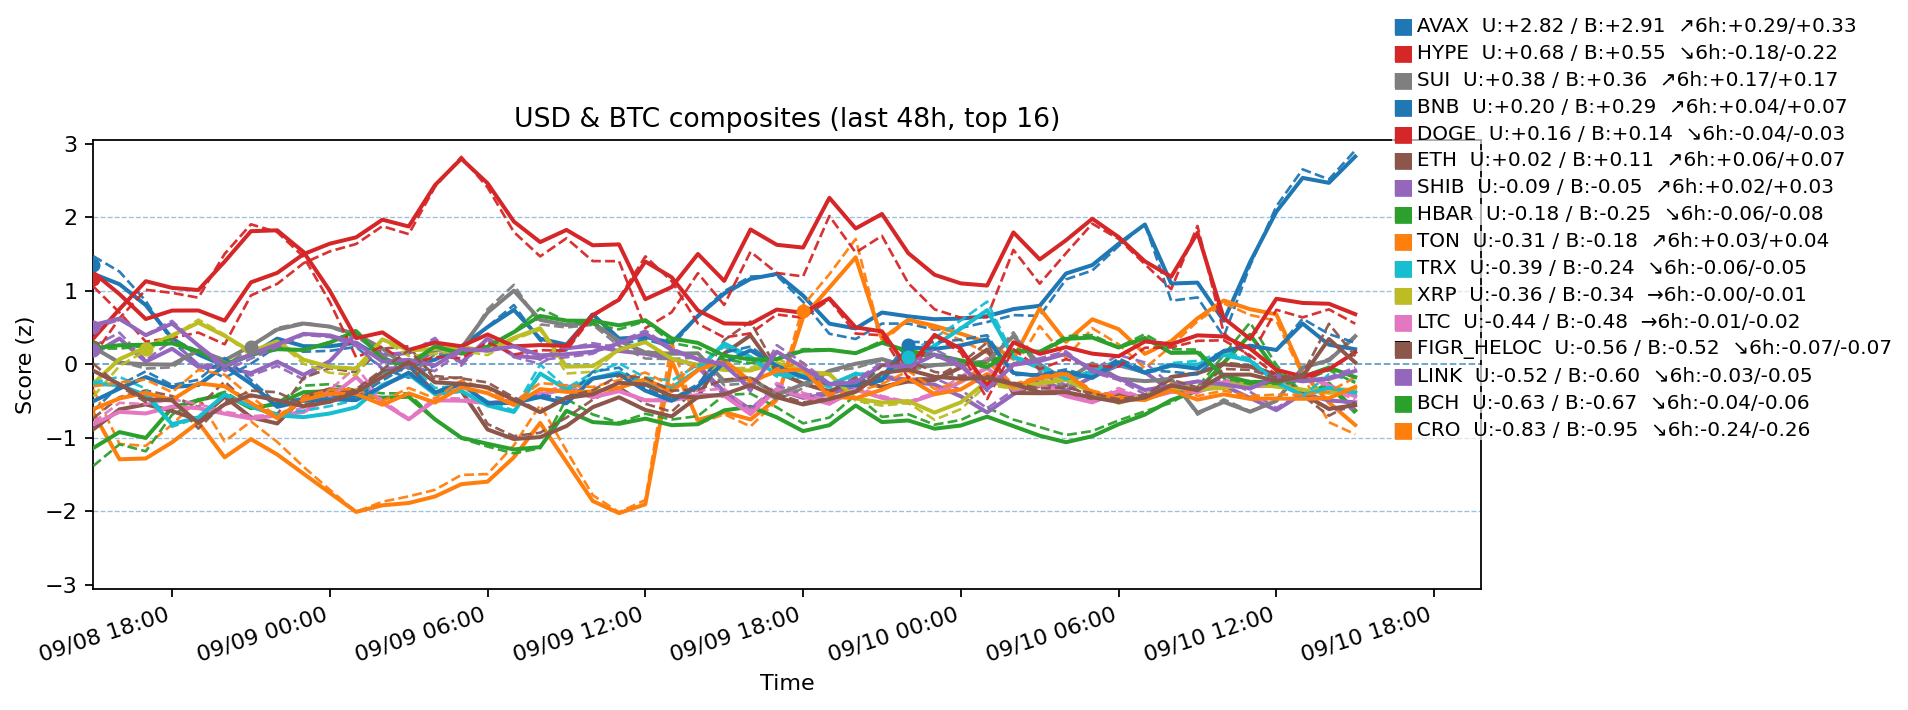 AVAX  U:+2.82 / B:+2.91  ↗6h:+0.29/+0.33
HYPE  U:+0.68 / B:+0.55  ↘6h:-0.18/-0.22
SUI  U:+0.38 / B:+0.36  ↗6h:+0.17/+0.17
BNB  U:+0.20 / B:+0.29  ↗6h:+0.04/+0.07
DOGE  U:+0.16 / B:+0.14  ↘6h:-0.04/-0.03
ETH  U:+0.02 / B:+0.11  ↗6h:+0.06/+0.07
SHIB  U:-0.09 / B:-0.05  ↗6h:+0.02/+0.03
HBAR  U:-0.18 / B:-0.25  ↘6h:-0.06/-0.08
TON  U:-0.31 / B:-0.18  ↗6h:+0.03/+0.04
TRX  U:-0.39 / B:-0.24  ↘6h:-0.06/-0.05
XRP  U:-0.36 / B:-0.34  →6h:-0.00/-0.01
LTC  U:-0.44 / B:-0.48  →6h:-0.01/-0.02
FIGR_HELOC  U:-0.56 / B:-0.52  ↘6h:-0.07/-0.07
LINK  U:-0.52 / B:-0.60  ↘6h:-0.03/-0.05
BCH  U:-0.63 / B:-0.67  ↘6h:-0.04/-0.06
CRO  U:-0.83 / B:-0.95  ↘6h:-0.24/-0.26
USD & BTC composites (last 48h, top 16)
Score (z)
3
2
1
0
−1
−2
−3
09/08 18:00
09/09 00:00
09/09 06:00
09/09 12:00
09/09 18:00
09/10 00:00
09/10 06:00
09/10 12:00
09/10 18:00
Time